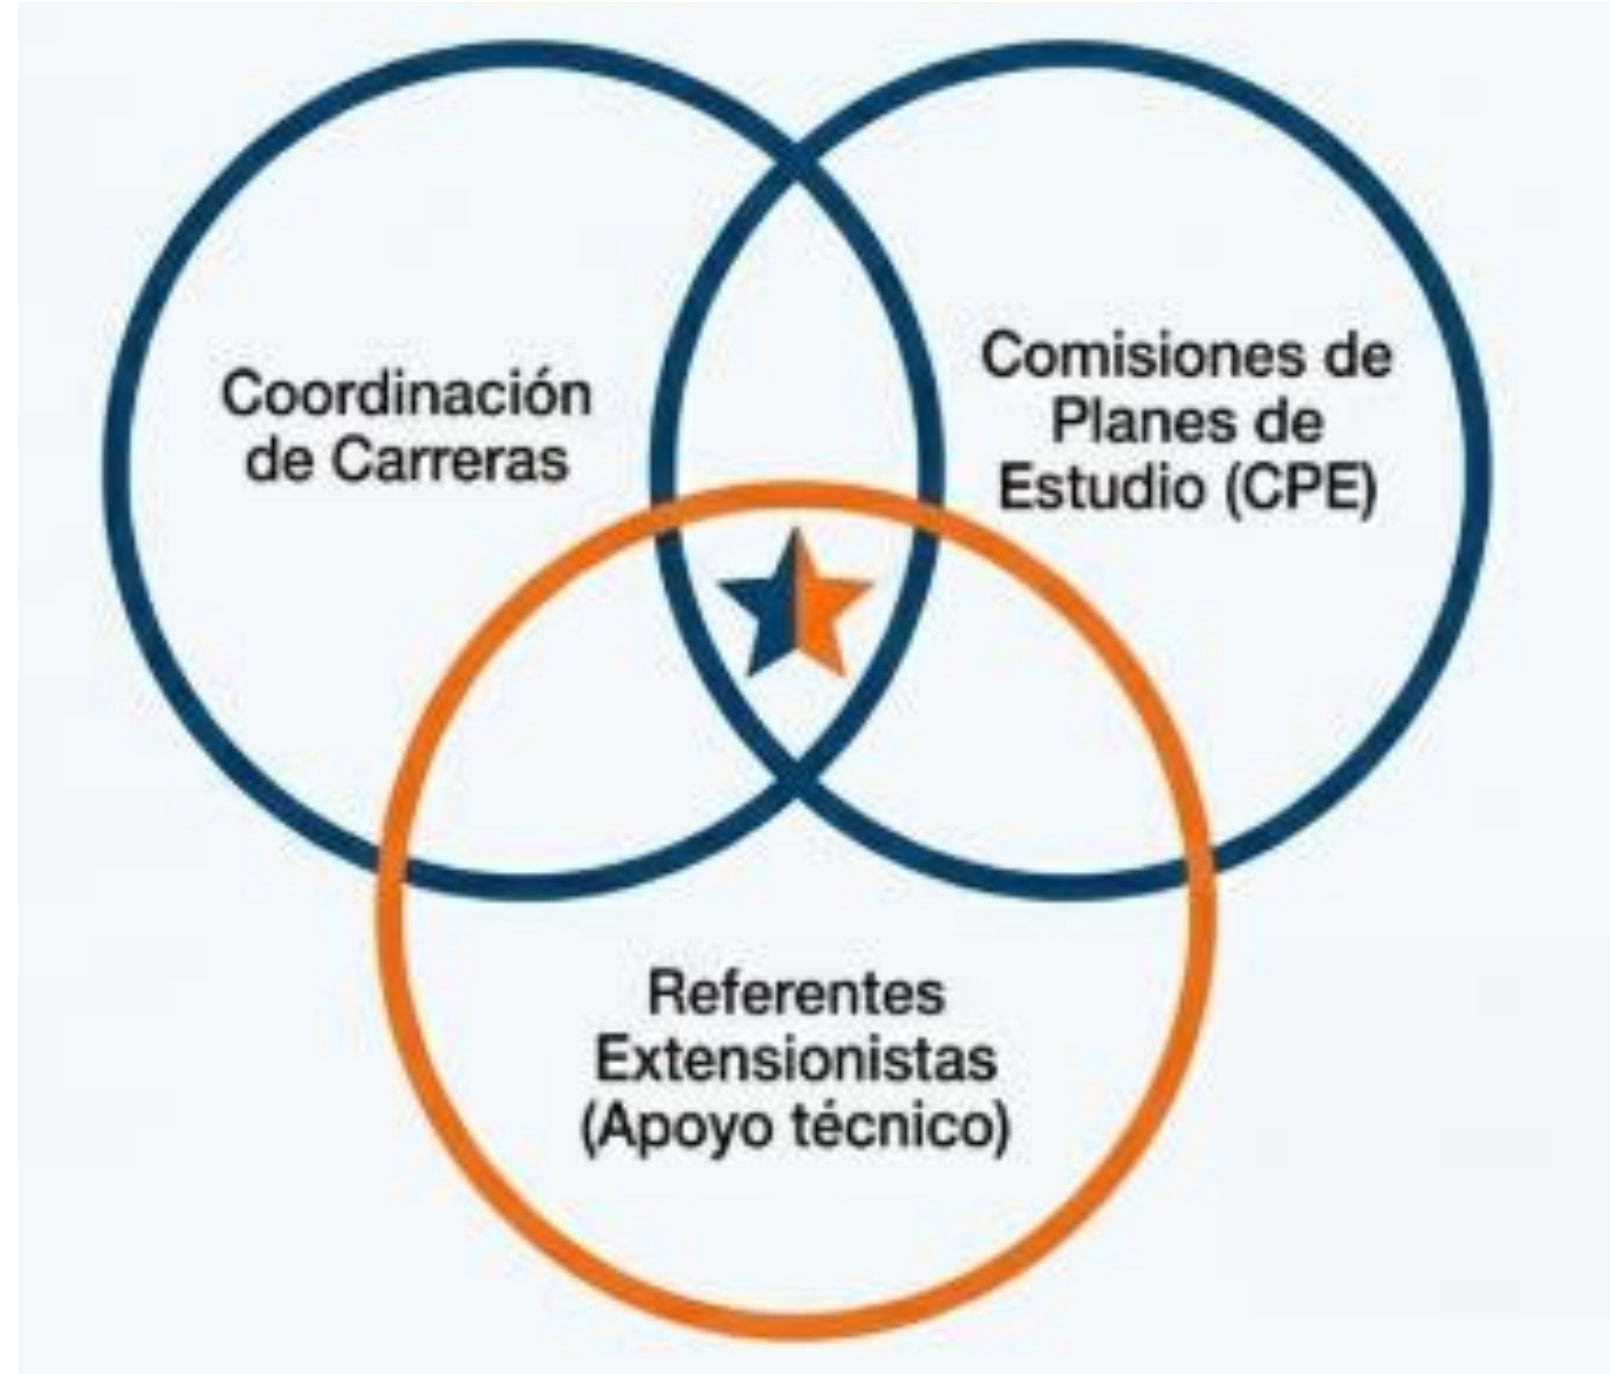 Coordinación
de Carreras
Comisiones de
Planes de
Estudio (CPE)
Referentes
Extensionistas
(Apoyo técnico)